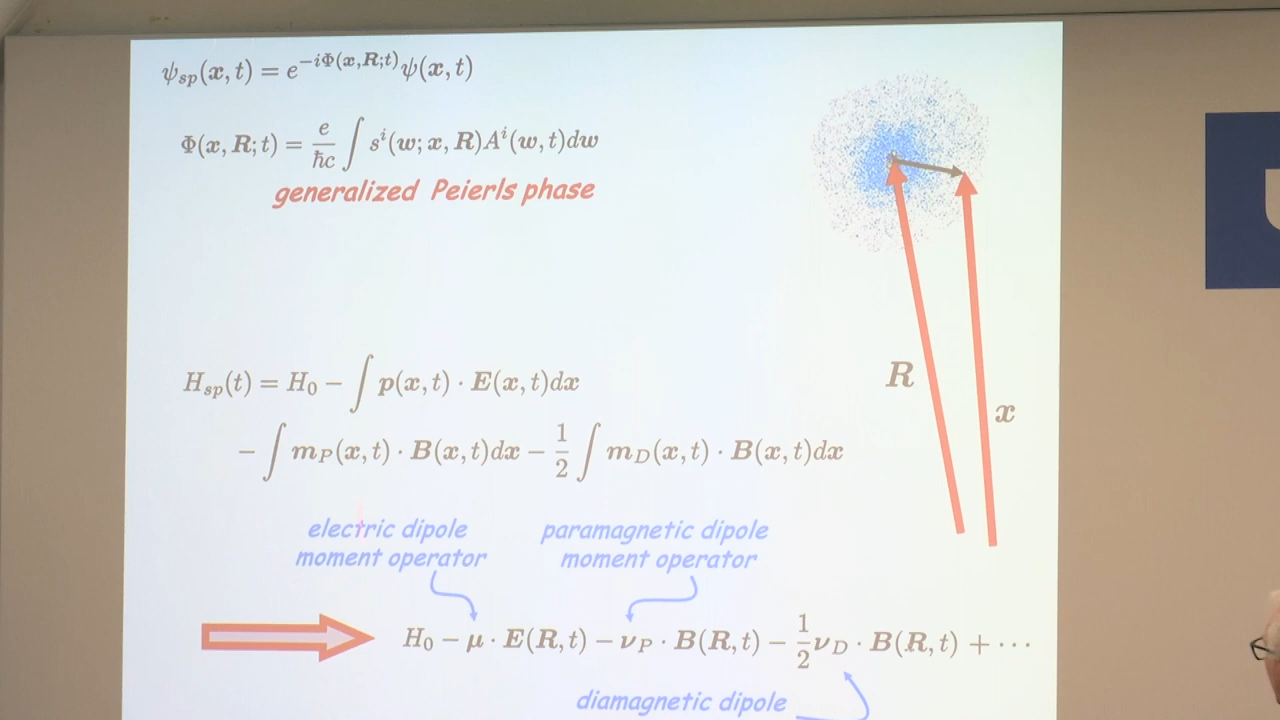 ψ_sp(x, t) = e^{−iΦ(x,R;t)} ψ(x, t)
Φ(x, R; t) = e/ħc ∫ s^i(w; x, R)A^i(w, t)dw
generalized Peierls phase
R
x
H_sp(t) = H_0 − ∫ p(x, t) · E(x, t)dx
− ∫ m_P(x, t) · B(x, t)dx − 1/2 ∫ m_D(x, t) · B(x, t)dx
electric dipole
moment operator
paramagnetic dipole
moment operator
H_0 − μ · E(R, t) − ν_P · B(R, t) − 1/2 ν_D · B(R, t) + · · ·
diamagnetic dipole